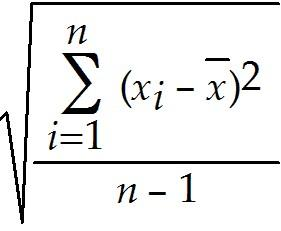 n
∑ (xi – x̅)2
i=1
n – 1